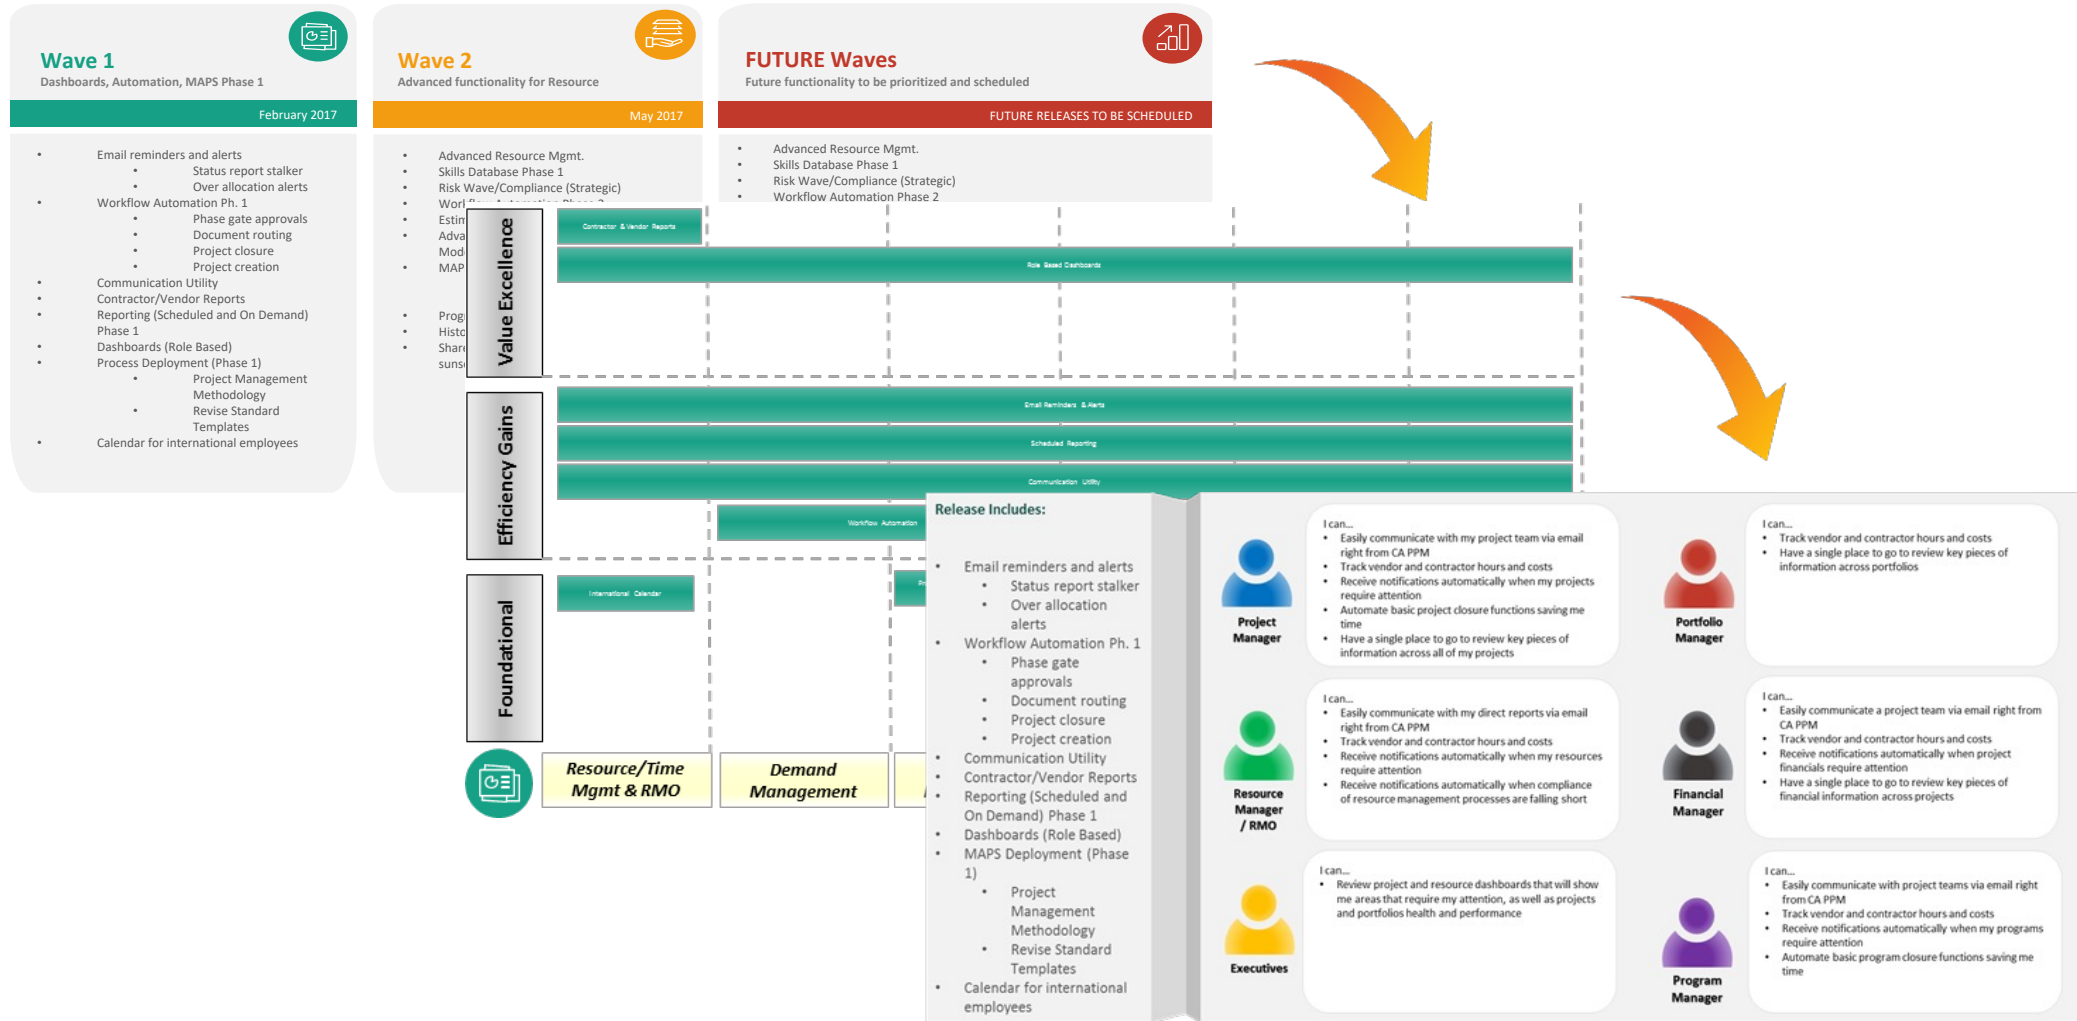 Wave 1
Dashboards, Automation, MAPS Phase 1
February 2017
• Email reminders and alerts
• Status report stalker
• Over allocation alerts
• Workflow Automation Ph. 1
• Phase gate approvals
• Document routing
• Project closure
• Project creation
• Communication Utility
• Contractor/Vendor Reports
• Reporting (Scheduled and On Demand)
Phase 1
• Dashboards (Role Based)
• Process Deployment (Phase 1)
• Project Management
Methodology
• Revise Standard
Templates
• Calendar for international employees
Wave 2
Advanced functionality for Resource
May 2017
• Advanced Resource Mgmt.
• Skills Database Phase 1
• Risk Wave/Compliance (Strategic)
FUTURE Waves
Future functionality to be prioritized and scheduled
FUTURE RELEASES TO BE SCHEDULED
• Advanced Resource Mgmt.
• Skills Database Phase 1
• Risk Wave/Compliance (Strategic)
• Workflow Automation Phase 2
Value Excellence
Contractor & Vendor Reports
Role Based Dashboards
Efficiency Gains
Email Reminders & Alerts
Scheduled Reporting
Communication Utility
Workflow Automation
Foundational
International Calendar
Resource/Time
Mgmt & RMO
Demand
Management
Release Includes:
• Email reminders and alerts
• Status report stalker
• Over allocation
alerts
• Workflow Automation Ph. 1
• Phase gate
approvals
• Document routing
• Project closure
• Project creation
• Communication Utility
• Contractor/Vendor Reports
• Reporting (Scheduled and
On Demand) Phase 1
• Dashboards (Role Based)
• MAPS Deployment (Phase
1)
• Project
Management
Methodology
• Revise Standard
Templates
• Calendar for international
employees
Project
Manager
I can...
• Easily communicate with my project team via email
right from CA PPM
• Track vendor and contractor hours and costs
• Receive notifications automatically when my projects
require attention
• Automate basic project closure functions saving me
time
• Have a single place to go to review key pieces of
information across all of my projects
Portfolio
Manager
I can...
• Track vendor and contractor hours and costs
• Have a single place to go to review key pieces of
information across portfolios
Resource
Manager
/ RMO
I can...
• Easily communicate with my direct reports via email
right from CA PPM
• Track vendor and contractor hours and costs
• Receive notifications automatically when my resources
require attention
• Receive notifications automatically when compliance
of resource management processes are falling short
Financial
Manager
I can...
• Easily communicate a project team via email right from
CA PPM
• Track vendor and contractor hours and costs
• Receive notifications automatically when project
financials require attention
• Have a single place to go to review key pieces of
financial information across projects
Executives
I can...
• Review project and resource dashboards that will show
me areas that require my attention, as well as projects
and portfolios health and performance
Program
Manager
I can...
• Easily communicate with project teams via email right
from CA PPM
• Track vendor and contractor hours and costs
• Receive notifications automatically when my programs
require attention
• Automate basic program closure functions saving me
time